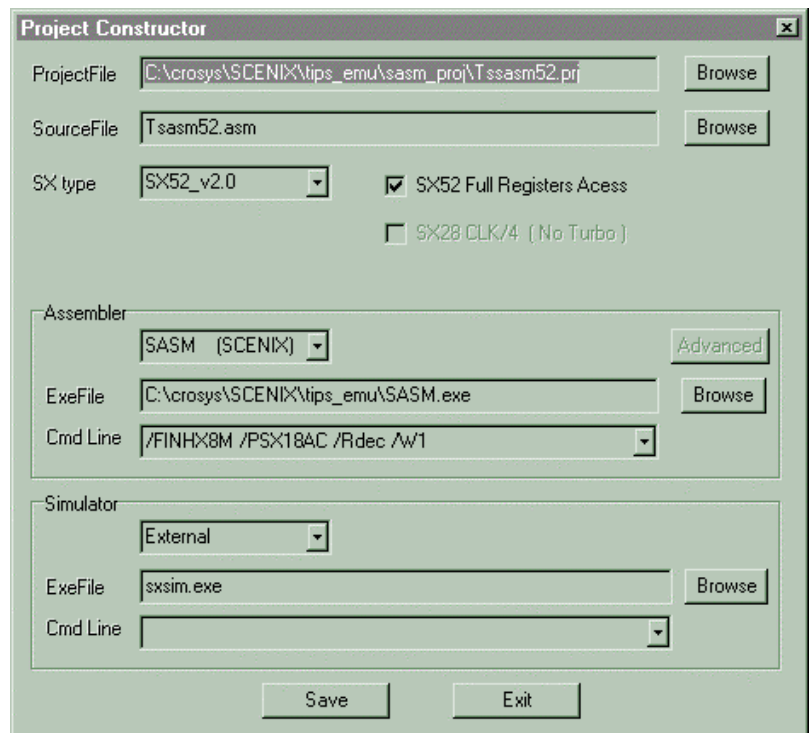 Project Constructor
ProjectFile C:\crosys\SCENIX\tips_emu\sasm_proj\Tssasm52.prj Browse
SourceFile Tsasm52.asm Browse
SX type SX52_v2.0 SX52 Full Registers Acess
SX28 CLK/4 ( No Turbo )
Assembler
SASM (SCENIX) Advanced
ExeFile C:\crosys\SCENIX\tips_emu\SASM.exe Browse
Cmd Line /FINHX8M /PSX18AC /Rdec /W1
Simulator
External
ExeFile sxsim.exe Browse
Cmd Line
Save Exit